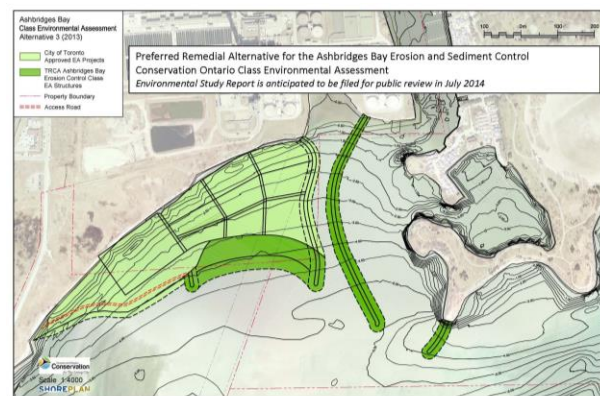 Ashbridges Bay
Class Environmental Assessment
Alternative 3 (2013)
City of Toronto
Approved EA Projects
TRCA Ashbridges Bay
Erosion Control Class
EA Structures
Property Boundary
Access Road
Preferred Remedial Alternative for the Ashbridges Bay Erosion and Sediment Control
Conservation Ontario Class Environmental Assessment
Environmental Study Report is anticipated to be filed for public review in July 2014
Conservation
Scale 1:4000
SHOREPLAN